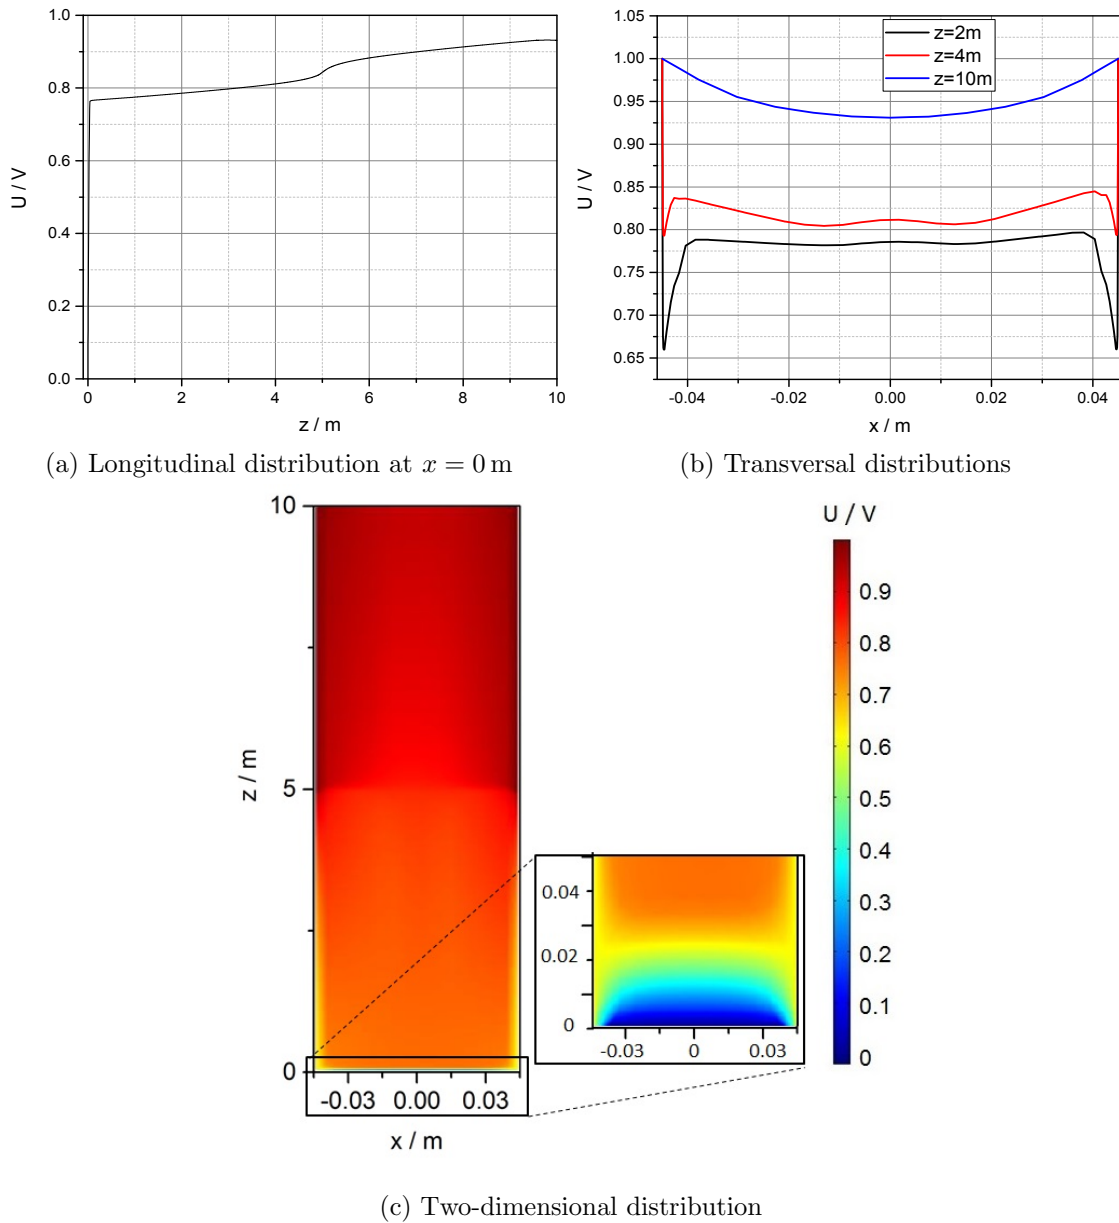 1.0
0.8
0.6
0.4
0.2
0.0
U / V
0 2 4 6 8 10
z / m
1.05
1.00
0.95
0.90
0.85
0.80
0.75
0.70
0.65
U / V
z=2m
z=4m
z=10m
-0.04 -0.02 0.00 0.02 0.04
x / m
(a) Longitudinal distribution at x = 0 m
(b) Transversal distributions
10
5
0
z / m
-0.03 0.00 0.03
x / m
0.04
0.02
0
-0.03 0 0.03
U / V
0.9
0.8
0.7
0.6
0.5
0.4
0.3
0.2
0.1
0
(c) Two-dimensional distribution